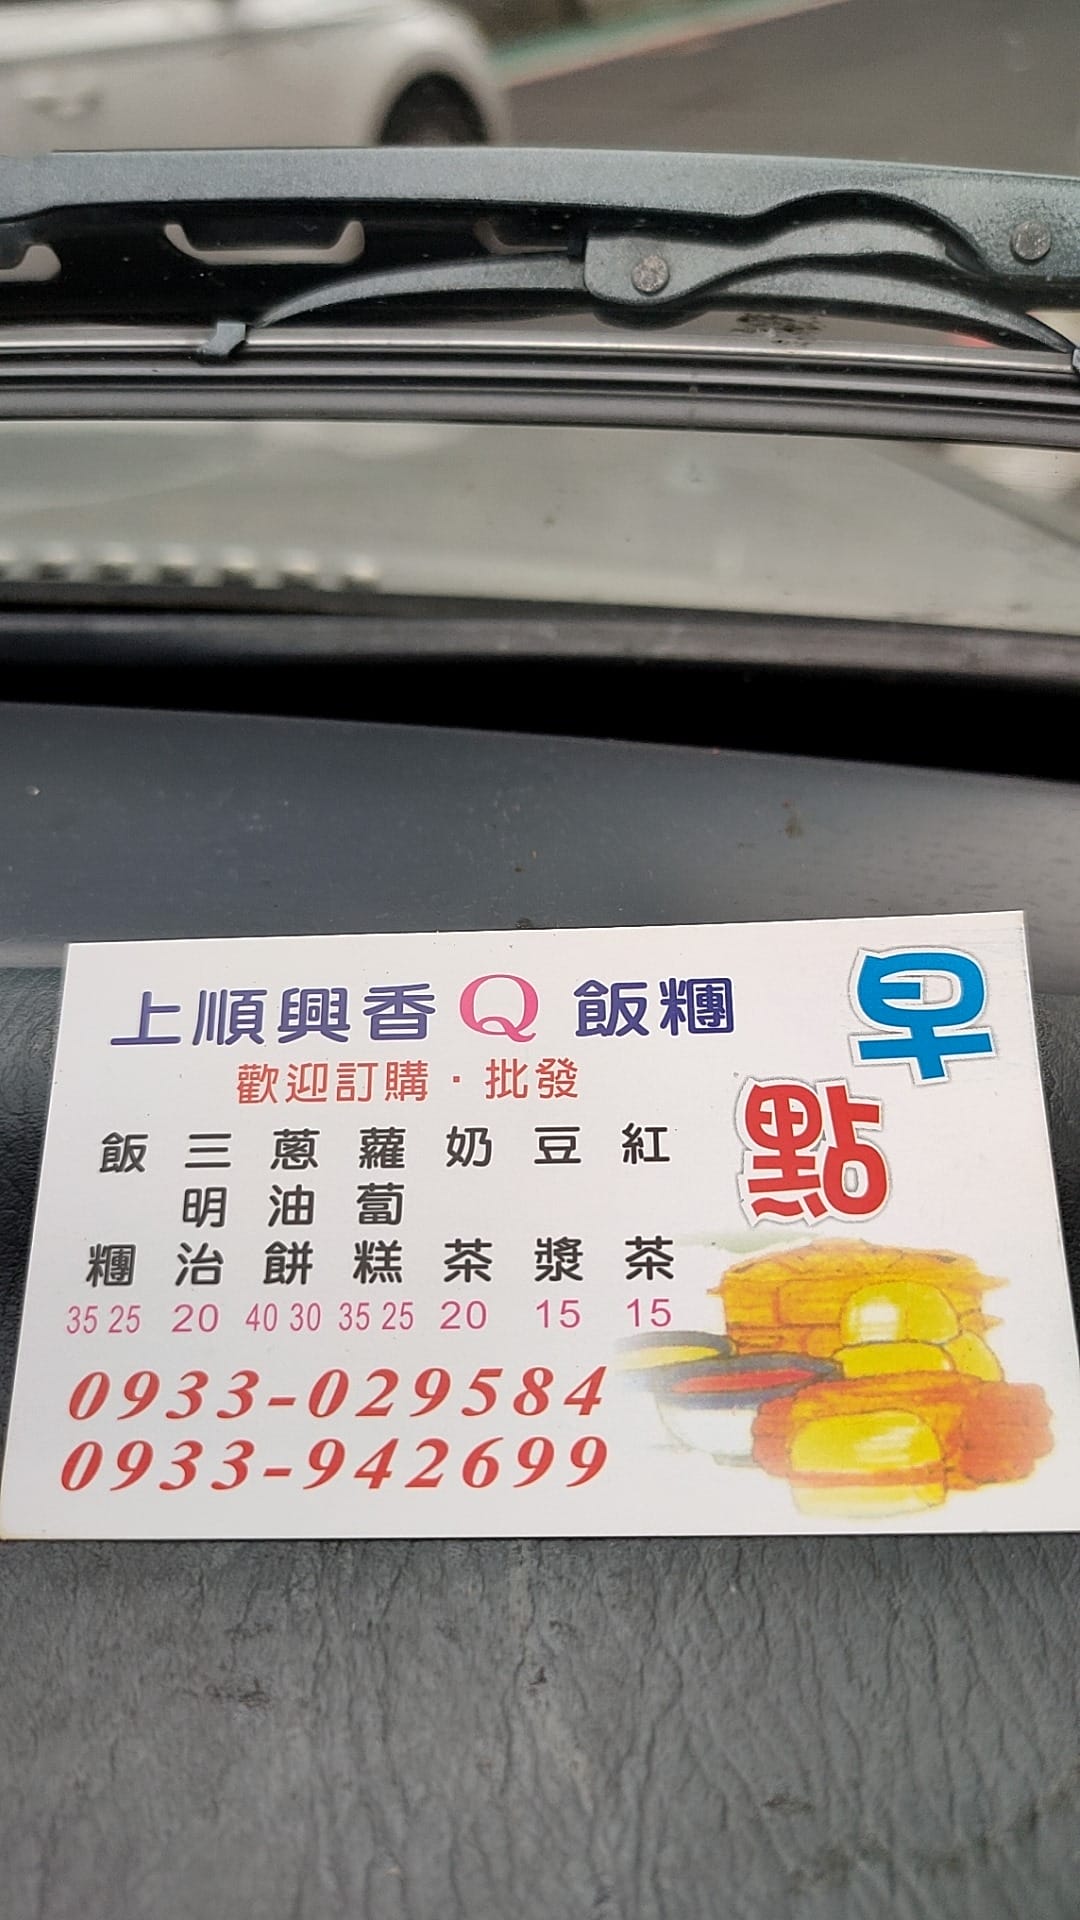 上順興香Q 飯糰
早點
歡迎訂購·批發
飯糰 三明治 蔥油餅 蘿蔔糕 奶茶 豆漿 紅茶
35 25 20 40 30 35 25 20 15 15
0933-029584
0933-942699